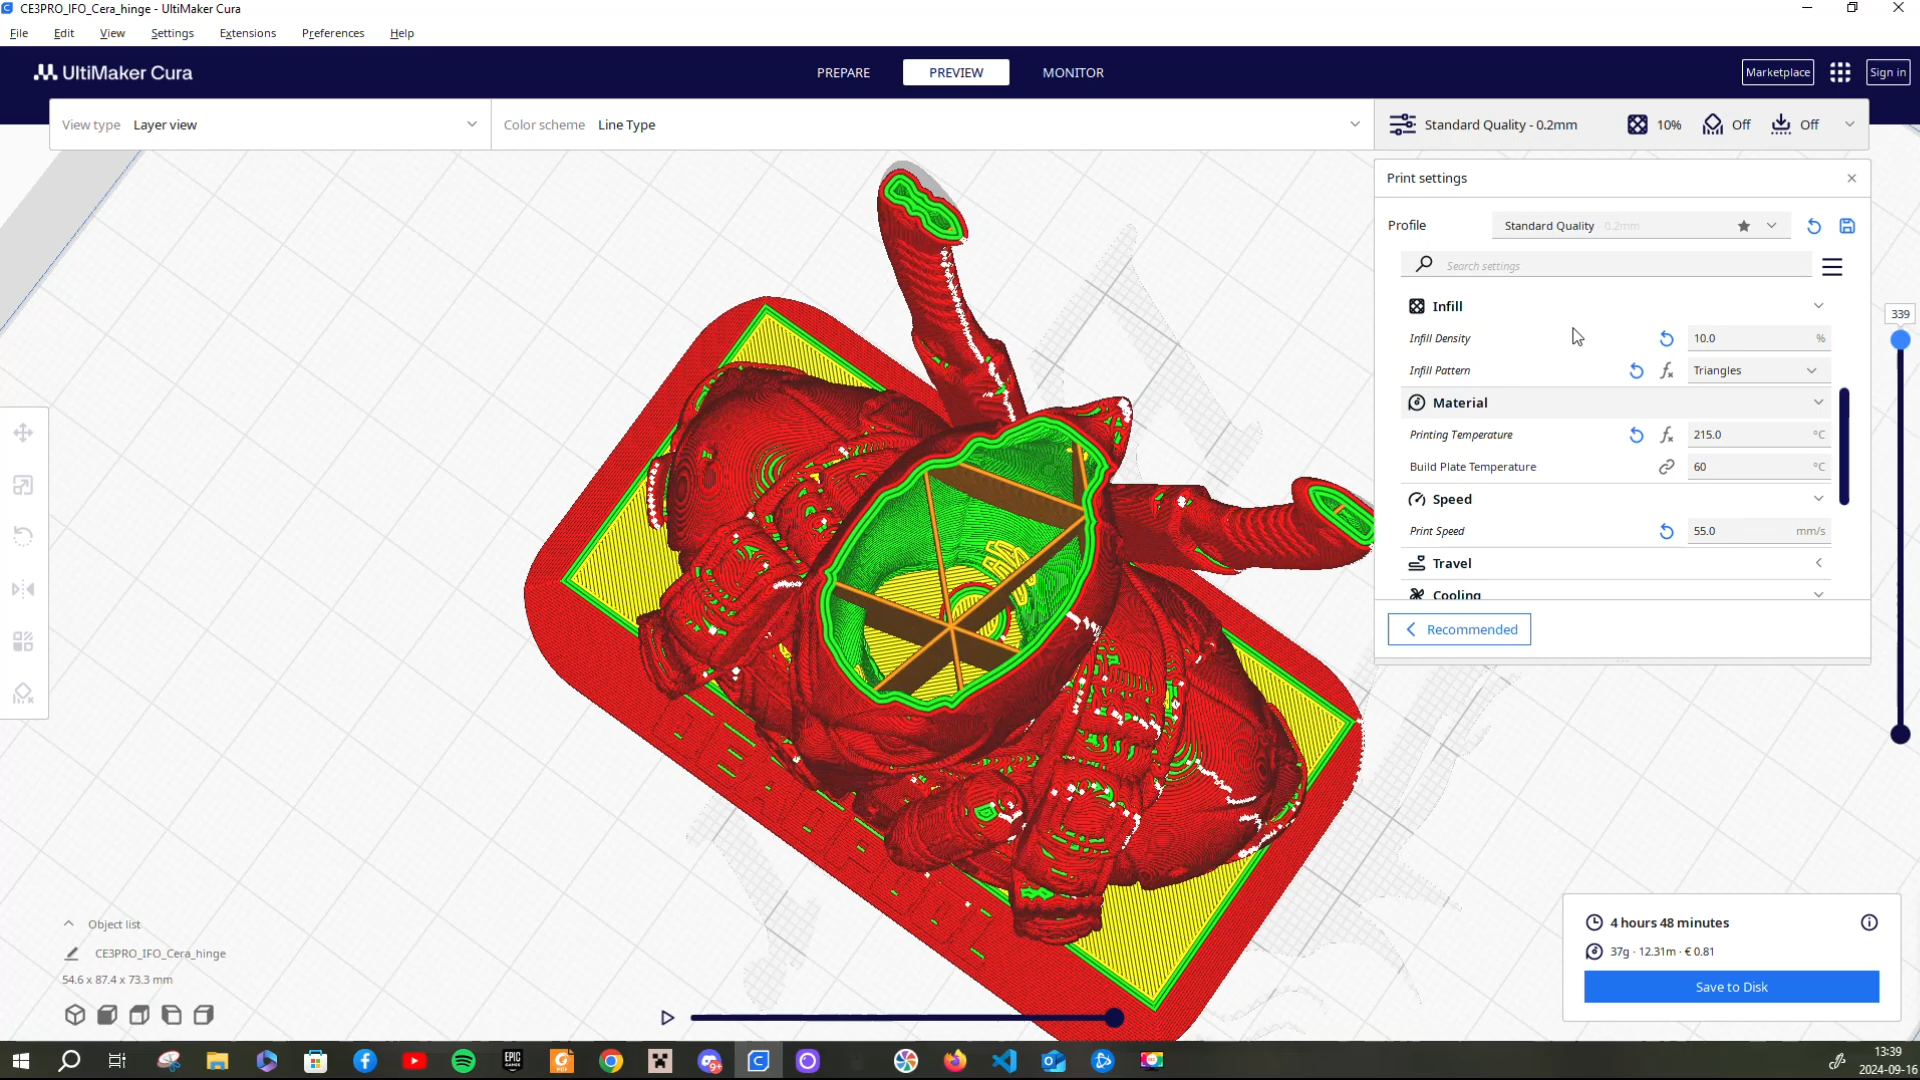 CE3PRO_IFO_Cera_hinge - UltiMaker Cura
File Edit View Settings Extensions Preferences Help
UltiMaker Cura
PREPARE PREVIEW MONITOR
Marketplace
Sign in
View type Layer view
Color scheme Line Type
Standard Quality - 0.2mm
10%
Off
Off
Print settings
Profile
Standard Quality - 0.2mm
Search settings
339
Infill
Infill Density 10.0 %
Infill Pattern Triangles
Material
Printing Temperature 215.0 °C
Build Plate Temperature 60 °C
Speed
Print Speed 55.0 mm/s
Travel
Cooling
Recommended
Object list
CE3PRO_IFO_Cera_hinge
54.6 x 87.4 x 73.3 mm
4 hours 48 minutes
37g · 12.31m · € 0.81
Save to Disk
EPIC
GAMES
PDF
9+
13:39
2024-09-16